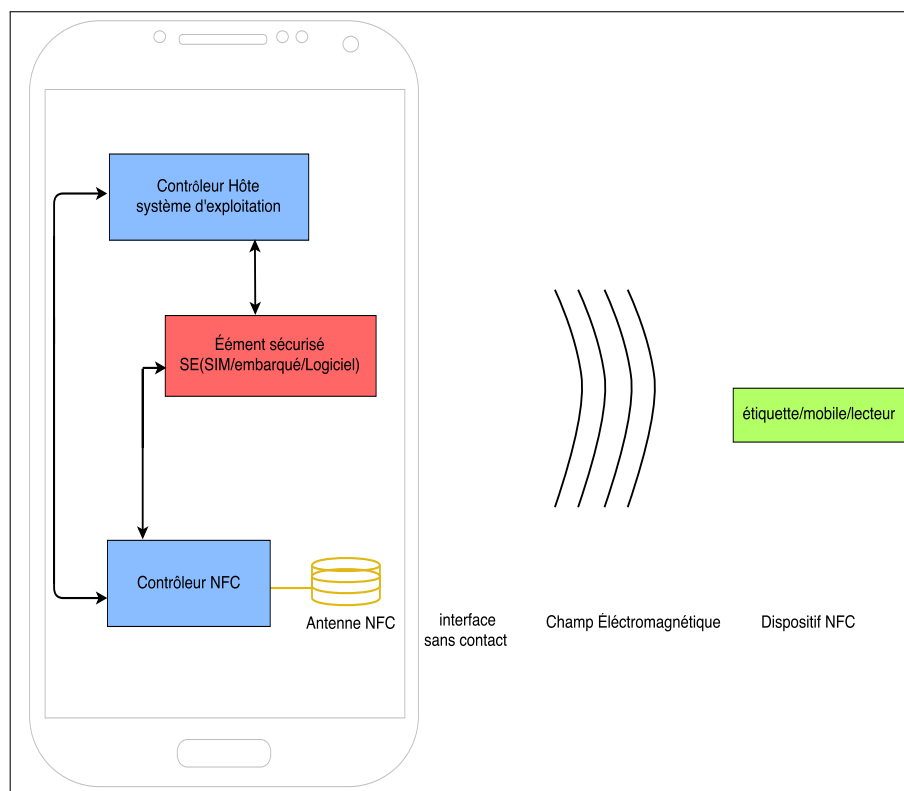 Contrôleur Hôte
système d'exploitation
Éément sécurisé
SE(SIM/embarqué/Logiciel)
étiquette/mobile/lecteur
Contrôleur NFC
Antenne NFC
interface
sans contact
Champ Éléctromagnétique
Dispositif NFC